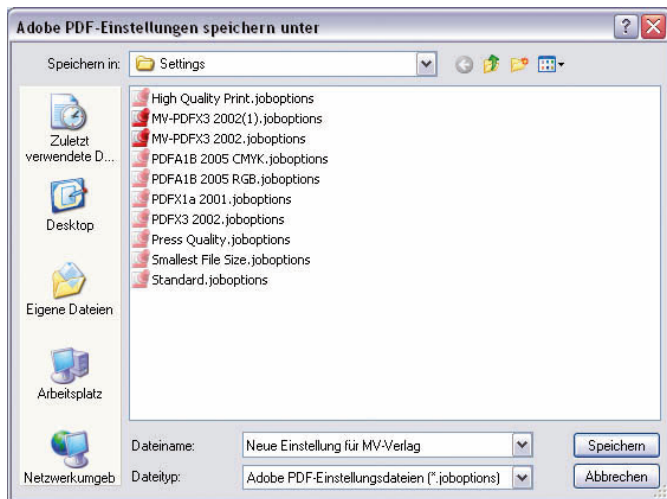 Adobe PDF-Einstellungen speichern unter
Speichern in: Settings
High Quality Print.joboptions
MV-PDFX3 2002(1).joboptions
MV-PDFX3 2002.joboptions
PDFA1B 2005 CMYK.joboptions
PDFA1B 2005 RGB.joboptions
PDFX1a 2001.joboptions
PDFX3 2002.joboptions
Press Quality.joboptions
Smallest File Size.joboptions
Standard.joboptions
Zuletzt
verwendete D...
Desktop
Eigene Dateien
Arbeitsplatz
Netzwerkumgeb
Dateiname: Neue Einstellung für MV-Verlag Speichern
Dateityp: Adobe PDF-Einstellungsdateien (*.joboptions) Abbrechen